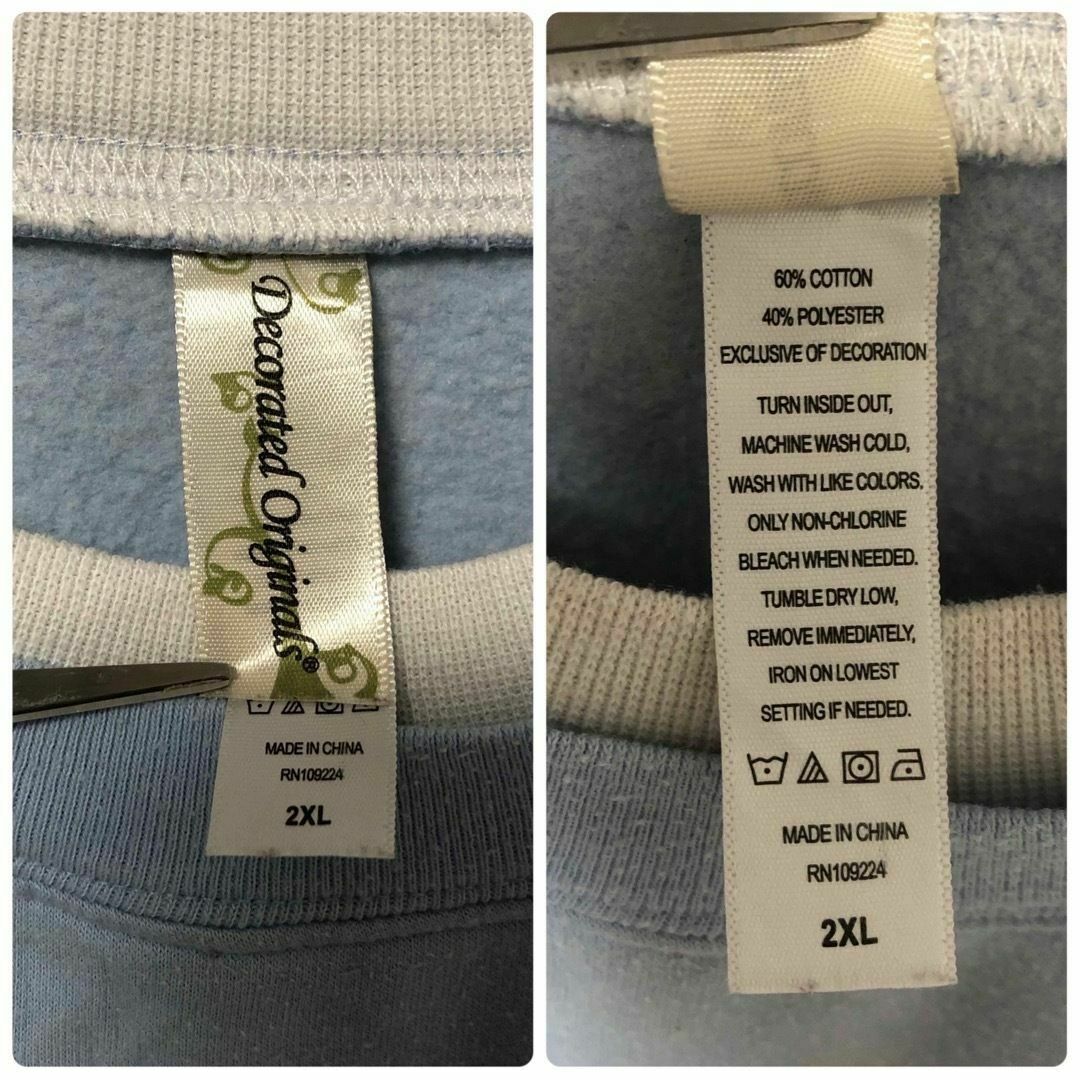 Decorated Originals®
MADE IN CHINA
RN109224
2XL
60% COTTON
40% POLYESTER
EXCLUSIVE OF DECORATION
TURN INSIDE OUT,
MACHINE WASH COLD,
WASH WITH LIKE COLORS.
ONLY NON-CHLORINE
BLEACH WHEN NEEDED.
TUMBLE DRY LOW,
REMOVE IMMEDIATELY,
IRON ON LOWEST
SETTING IF NEEDED.
MADE IN CHINA
RN109224
2XL